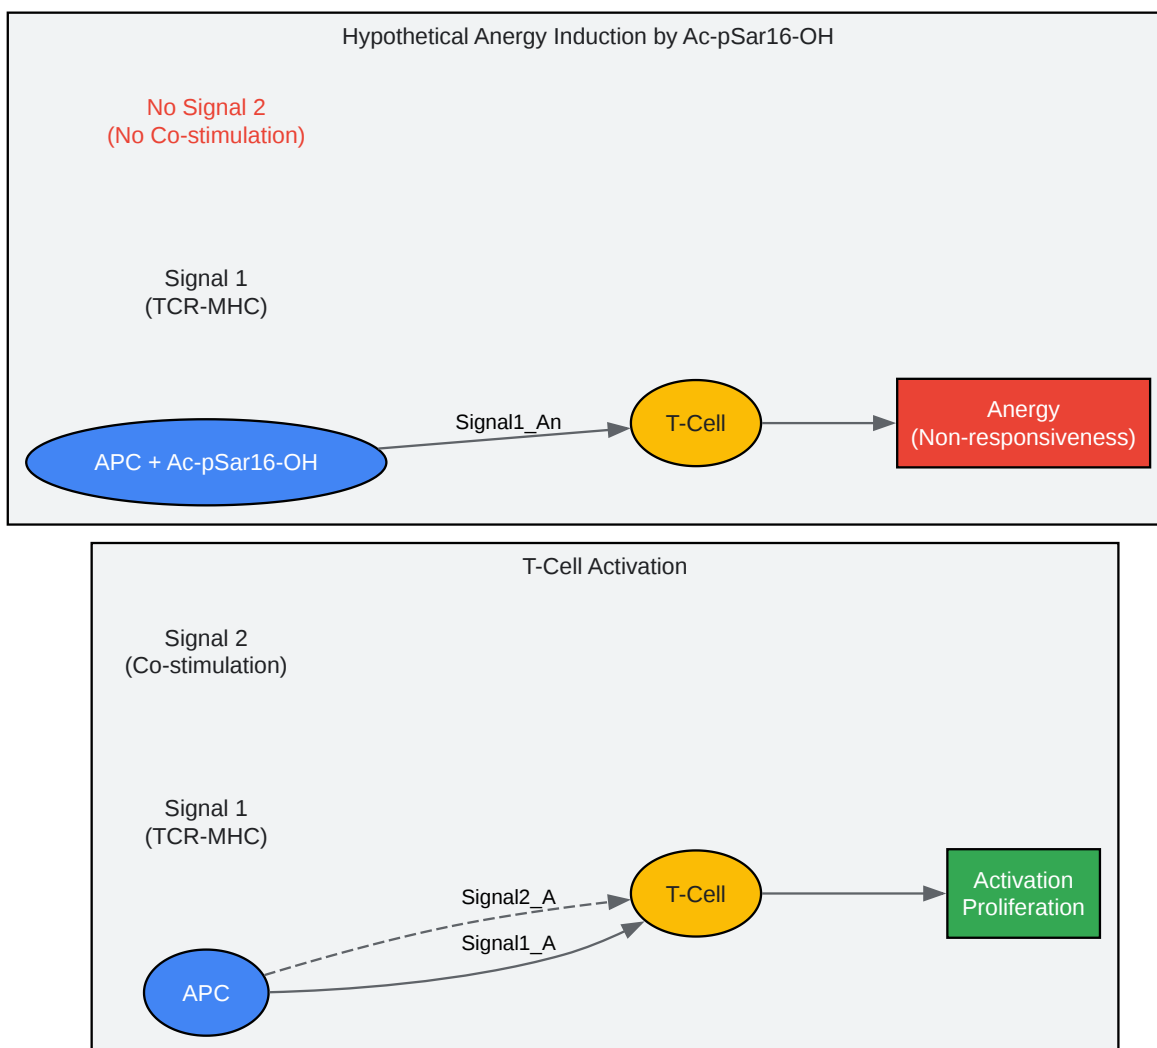 Hypothetical Anergy Induction by Ac-pSar16-OH
No Signal 2
(No Co-stimulation)
Signal 1
(TCR-MHC)
APC + Ac-pSar16-OH
Signal1_An
T-Cell
Anergy
(Non-responsiveness)
T-Cell Activation
Signal 2
(Co-stimulation)
Signal 1
(TCR-MHC)
APC
Signal2_A
Signal1_A
T-Cell
Activation
Proliferation